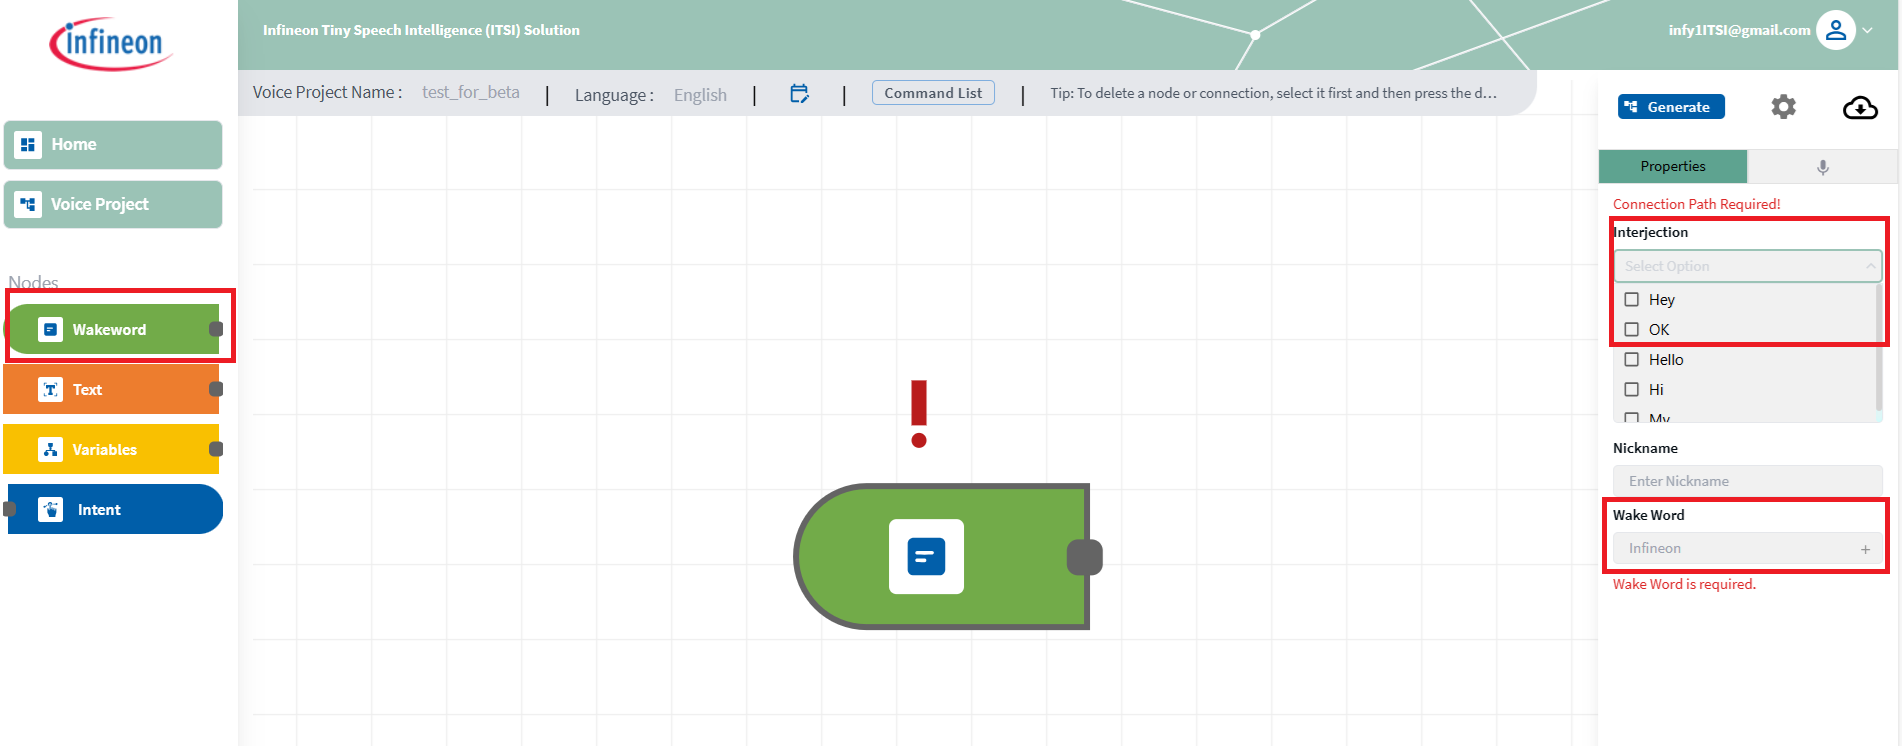 infineon
Infineon Tiny Speech Intelligence (ITSI) Solution
infy1ITSI@gmail.com
Voice Project Name : test_for_beta | Language : English | | Command List | Tip: To delete a node or connection, select it first and then press the d...
Generate
Home
Voice Project
Nodes
Wakeword
Text
Variables
Intent
Properties
Connection Path Required!
Interjection
Select Option
Hey
OK
Hello
Hi
My
Nickname
Enter Nickname
Wake Word
Infineon +
Wake Word is required.